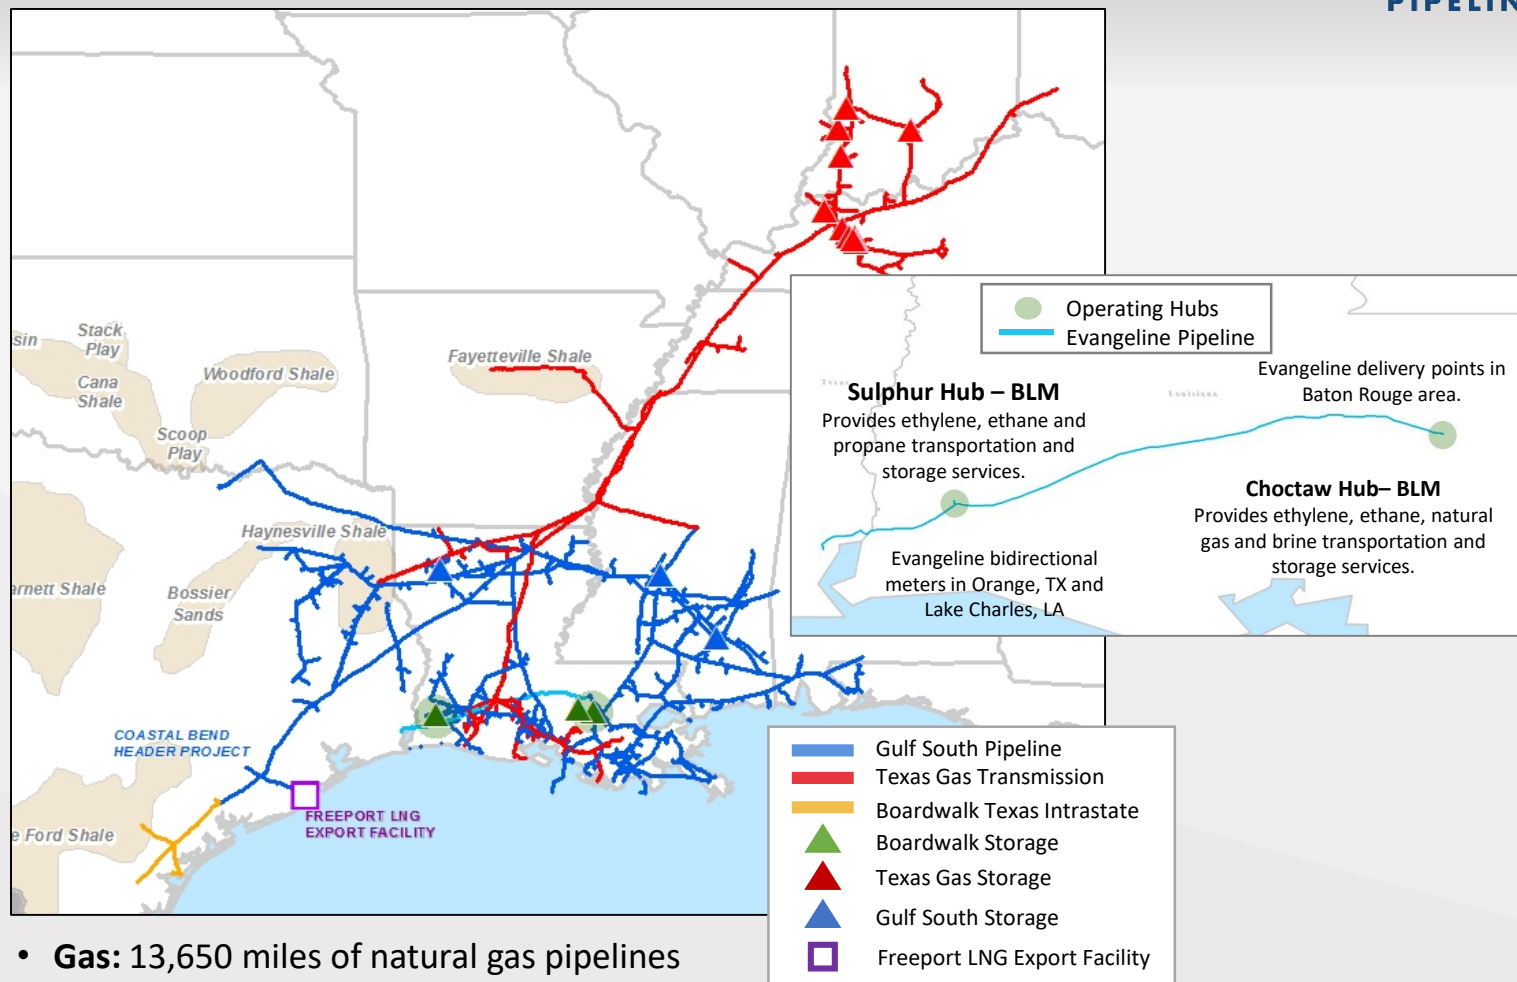 Stack
Play
Cana
Shale
Woodford Shale
Scoop
Play
Fayetteville Shale
Haynesville Shale
Bossier
Sands
Shale
COASTAL BEND
HEADER PROJECT
FREEPORT LNG
EXPORT FACILITY
Ford Shale
Operating Hubs
Evangeline Pipeline
Texas
Louisiana
Evangeline delivery points in
Baton Rouge area.
Sulphur Hub – BLM
Provides ethylene, ethane and
propane transportation and
storage services.
Choctaw Hub– BLM
Provides ethylene, ethane, natural
gas and brine transportation and
storage services.
Evangeline bidirectional
meters in Orange, TX and
Lake Charles, LA
Gulf South Pipeline
Texas Gas Transmission
Boardwalk Texas Intrastate
Boardwalk Storage
Texas Gas Storage
Gulf South Storage
Freeport LNG Export Facility
• Gas: 13,650 miles of natural gas pipelines